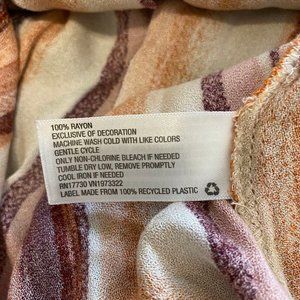 100% RAYON
EXCLUSIVE OF DECORATION
MACHINE WASH COLD WITH LIKE COLORS
GENTLE CYCLE
ONLY NON-CHLORINE BLEACH IF NEEDED
TUMBLE DRY LOW, REMOVE PROMPTLY
COOL IRON IF NEEDED
RN17730 VN1973322
LABEL MADE FROM 100% RECYCLED PLASTIC